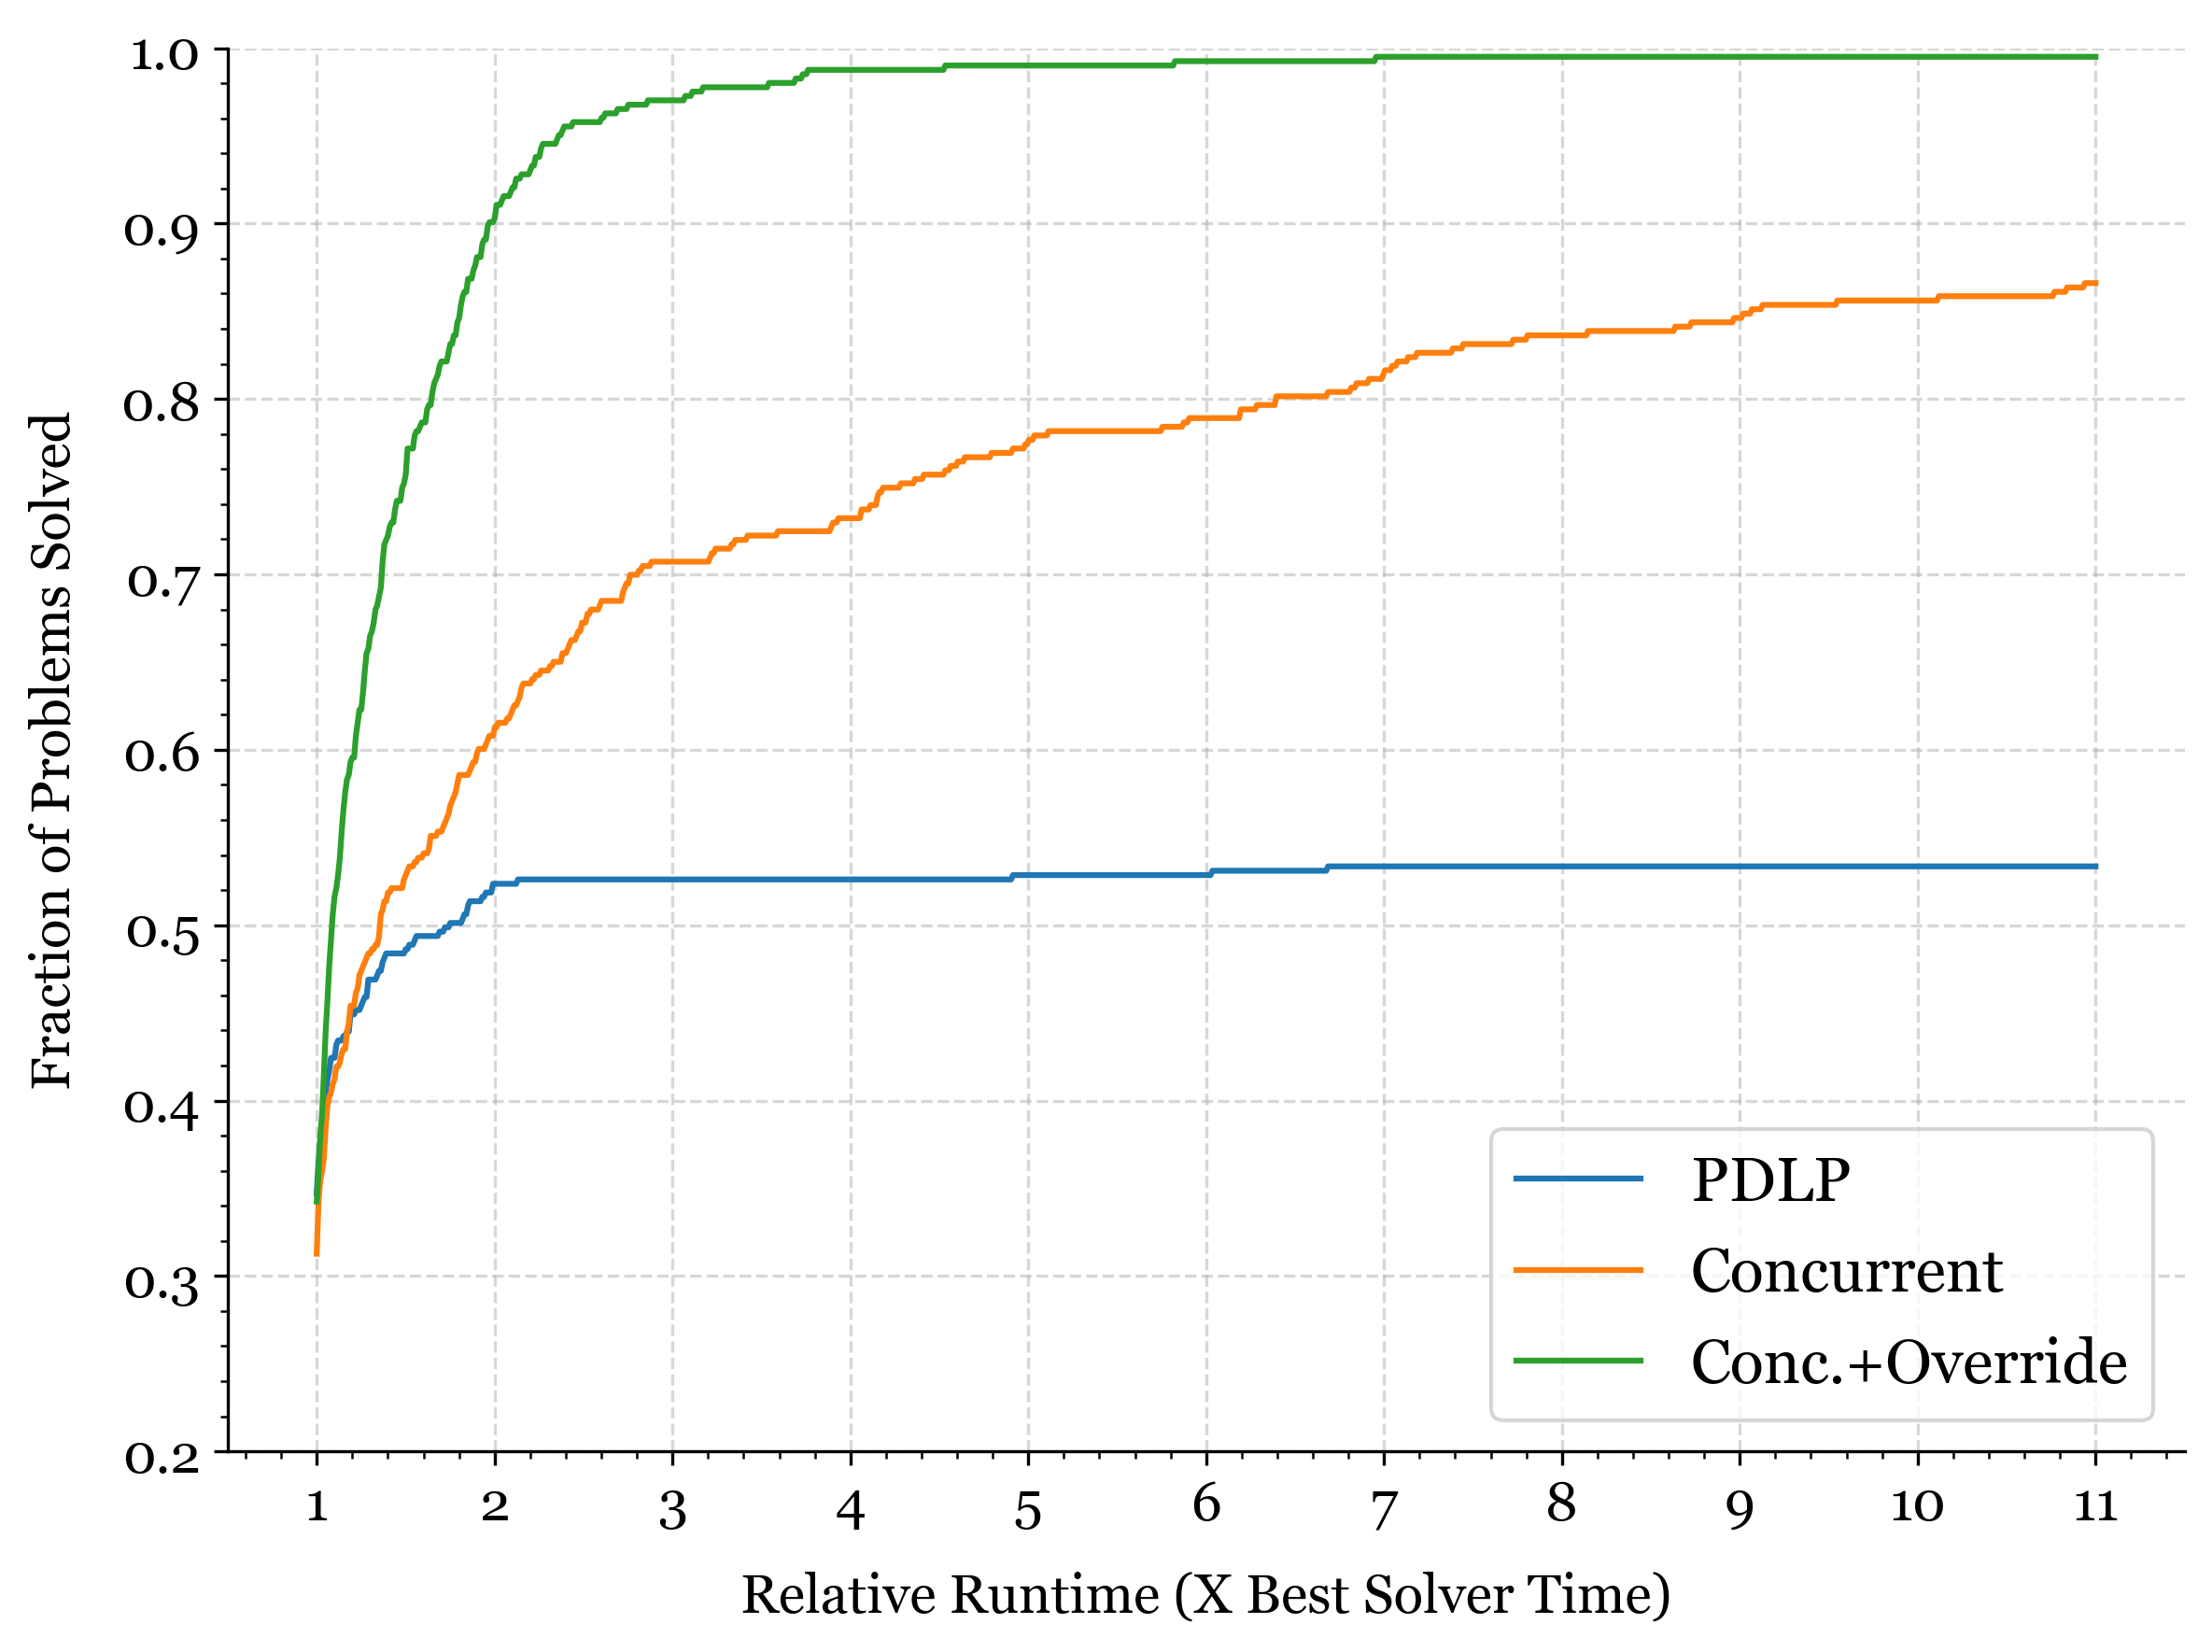 1.0
0.9
0.8
0.7
0.6
0.5
0.4
0.3
0.2
Fraction of Problems Solved
PDLP
Concurrent
Conc.+Override
1 2 3 4 5 6 7 8 9 10 11
Relative Runtime (X Best Solver Time)